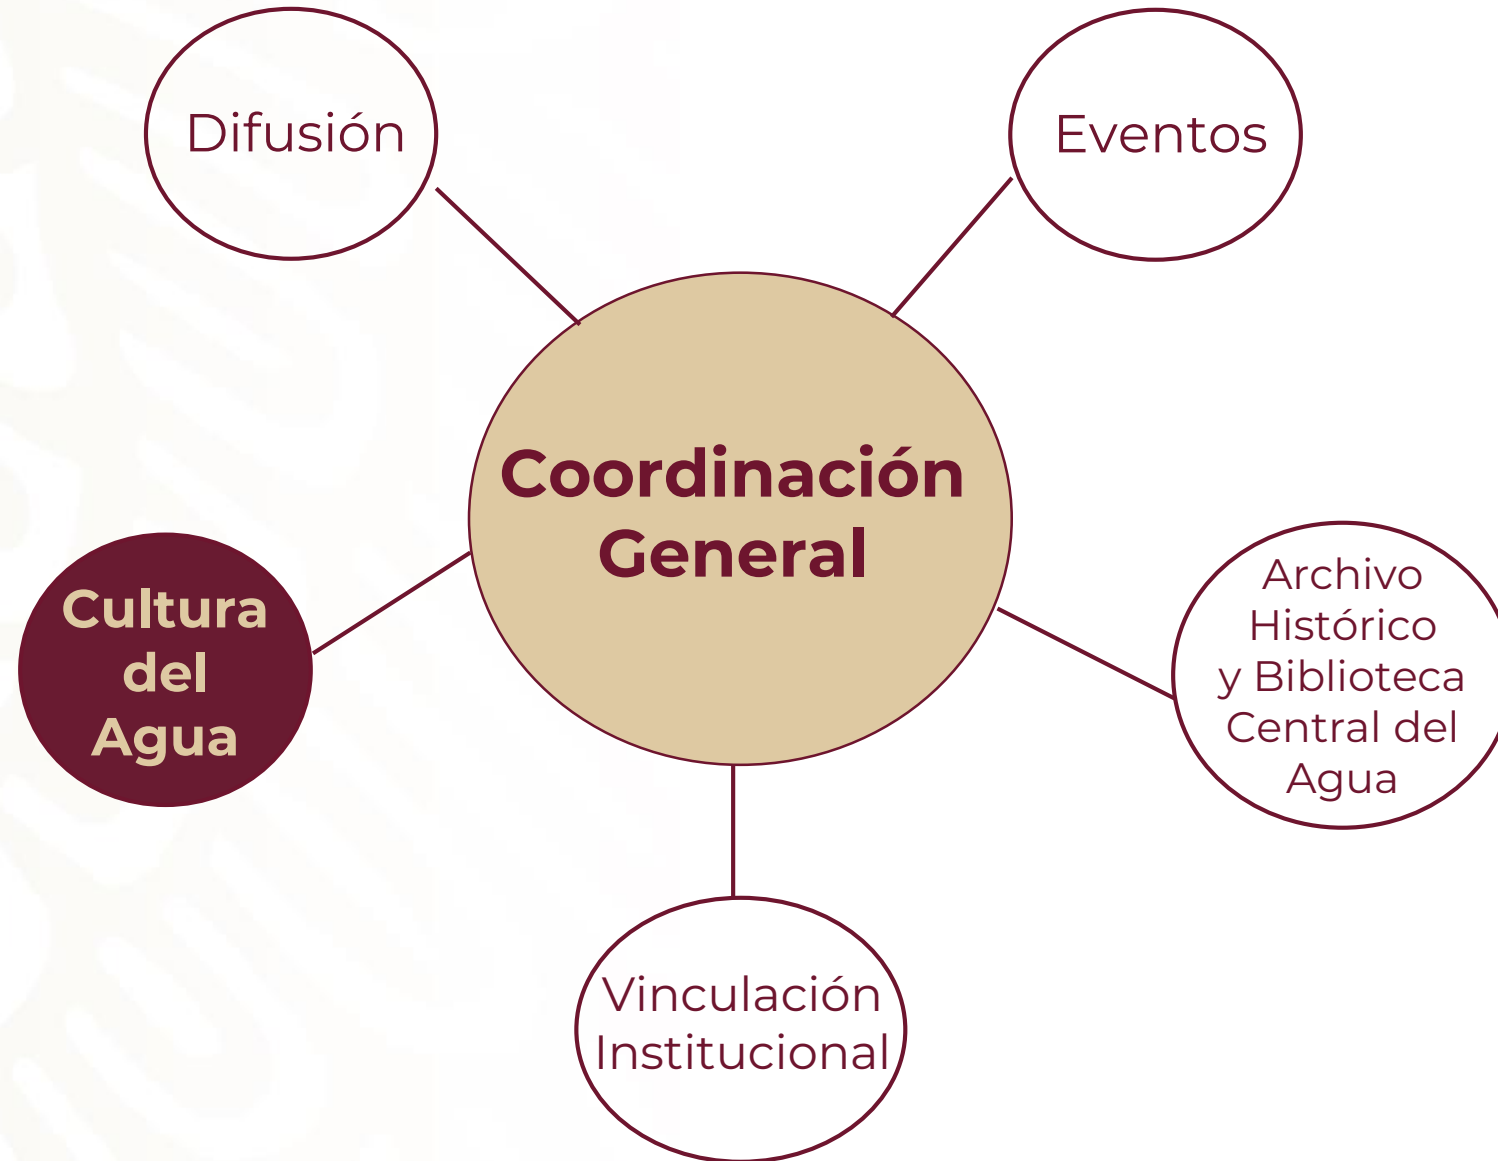 Difusión
Eventos
Coordinación
General
Cultura
del
Agua
Archivo
Histórico
y Biblioteca
Central del
Agua
Vinculación
Institucional